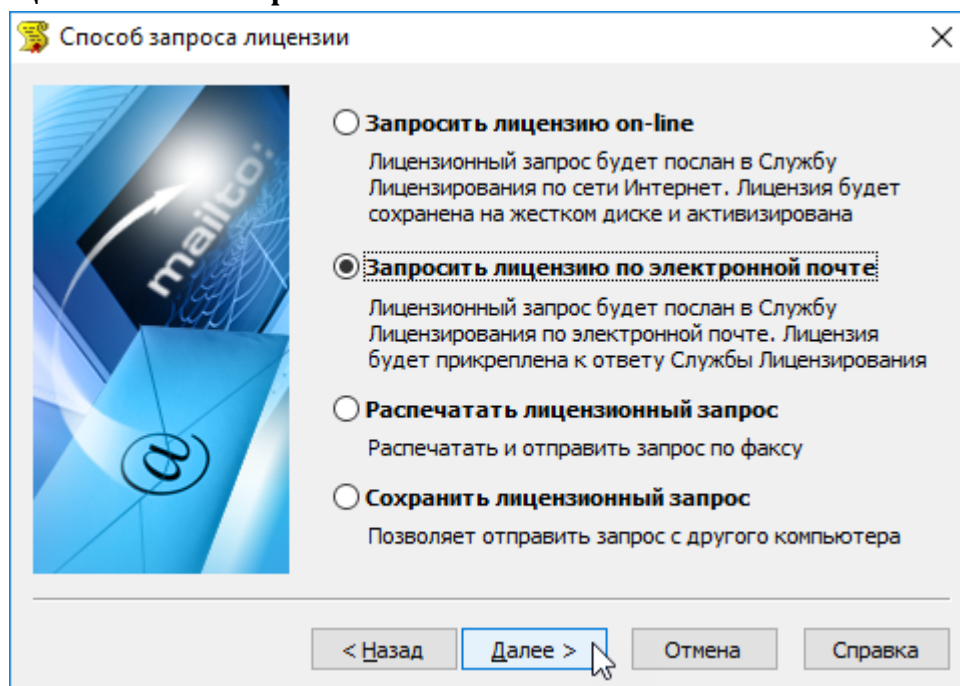 Способ запроса лицензии
mailto:
@
Запросить лицензию on-line
Лицензионный запрос будет послан в Службу
Лицензирования по сети Интернет. Лицензия будет
сохранена на жестком диске и активизирована
Запросить лицензию по электронной почте
Лицензионный запрос будет послан в Службу
Лицензирования по электронной почте. Лицензия
будет прикреплена к ответу Службы Лицензирования
Распечатать лицензионный запрос
Распечатать и отправить запрос по факсу
Сохранить лицензионный запрос
Позволяет отправить запрос с другого компьютера
< Назад Далее > Отмена Справка